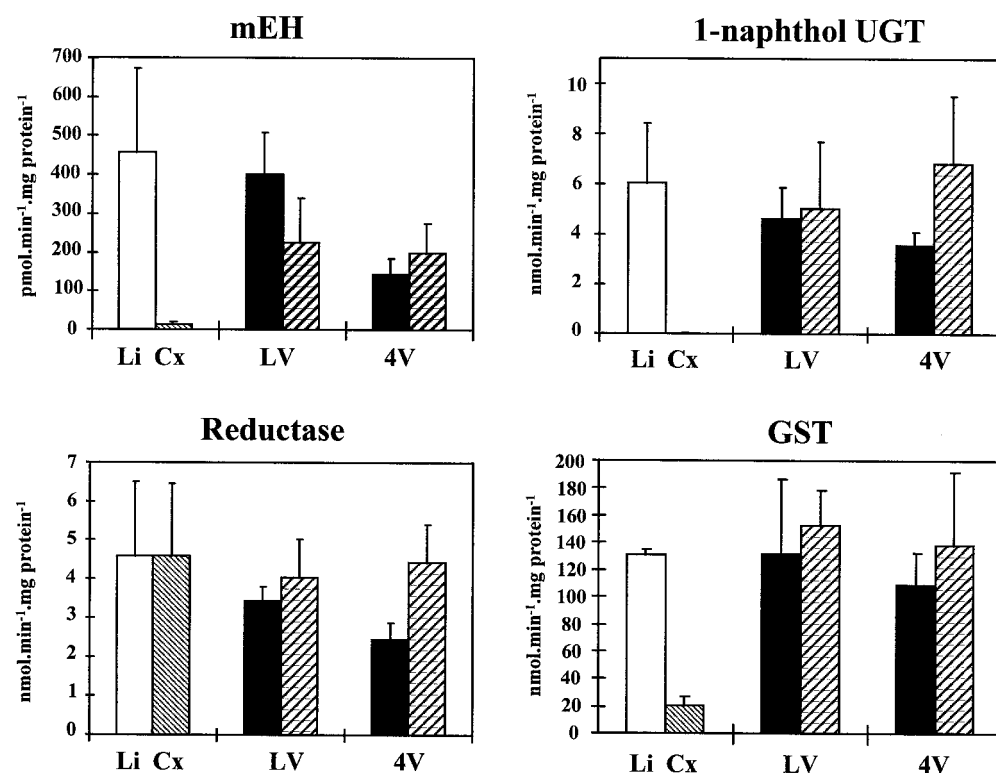 mEH
700
600
500
400
300
200
100
0
pmol.min⁻¹.mg protein⁻¹
Li Cx LV 4V
1-naphthol UGT
10
8
6
4
2
0
nmol.min⁻¹.mg protein⁻¹
Li Cx LV 4V
Reductase
7
6
5
4
3
2
1
0
nmol.min⁻¹.mg protein⁻¹
Li Cx LV 4V
GST
200
180
160
140
120
100
80
60
40
20
0
nmol.min⁻¹.mg protein⁻¹
Li Cx LV 4V